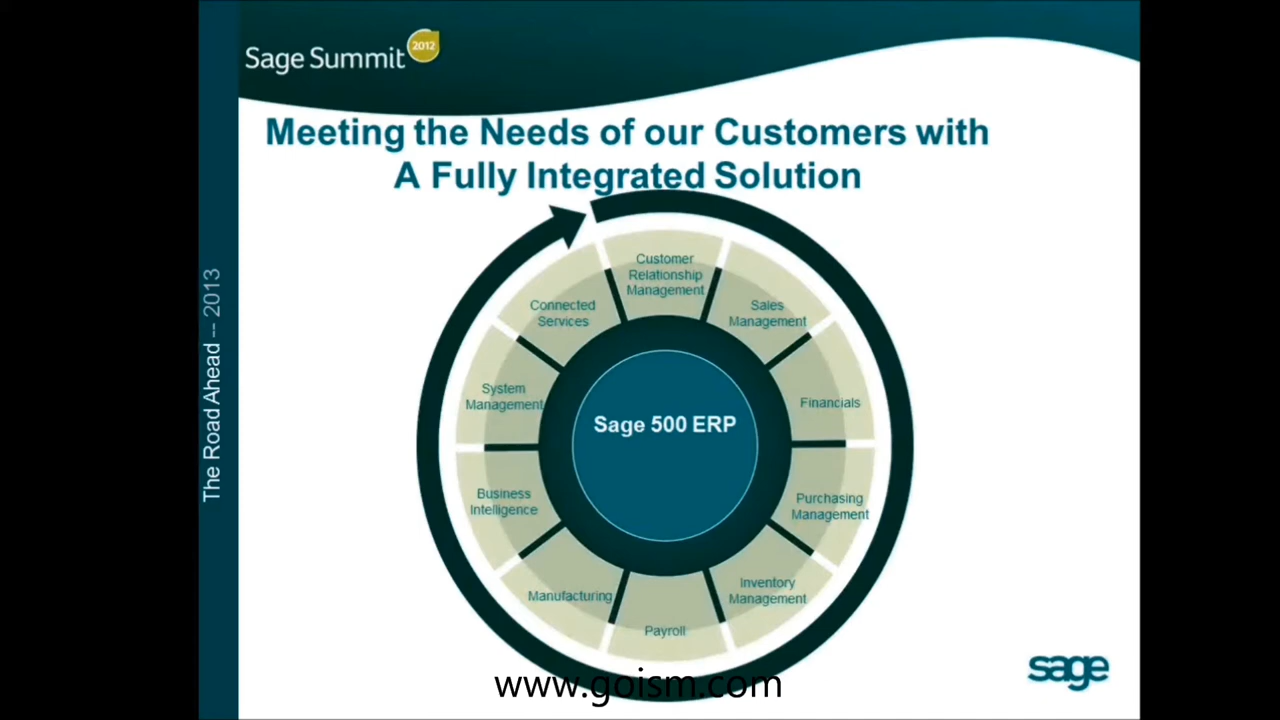 Sage Summit
2012
Meeting the Needs of our Customers with
A Fully Integrated Solution
The Road Ahead -- 2013
Customer
Relationship
Management
Sales
Management
Financials
Purchasing
Management
Inventory
Management
Payroll
Manufacturing
Business
Intelligence
System
Management
Connected
Services
Sage 500 ERP
sage
www.goism.com